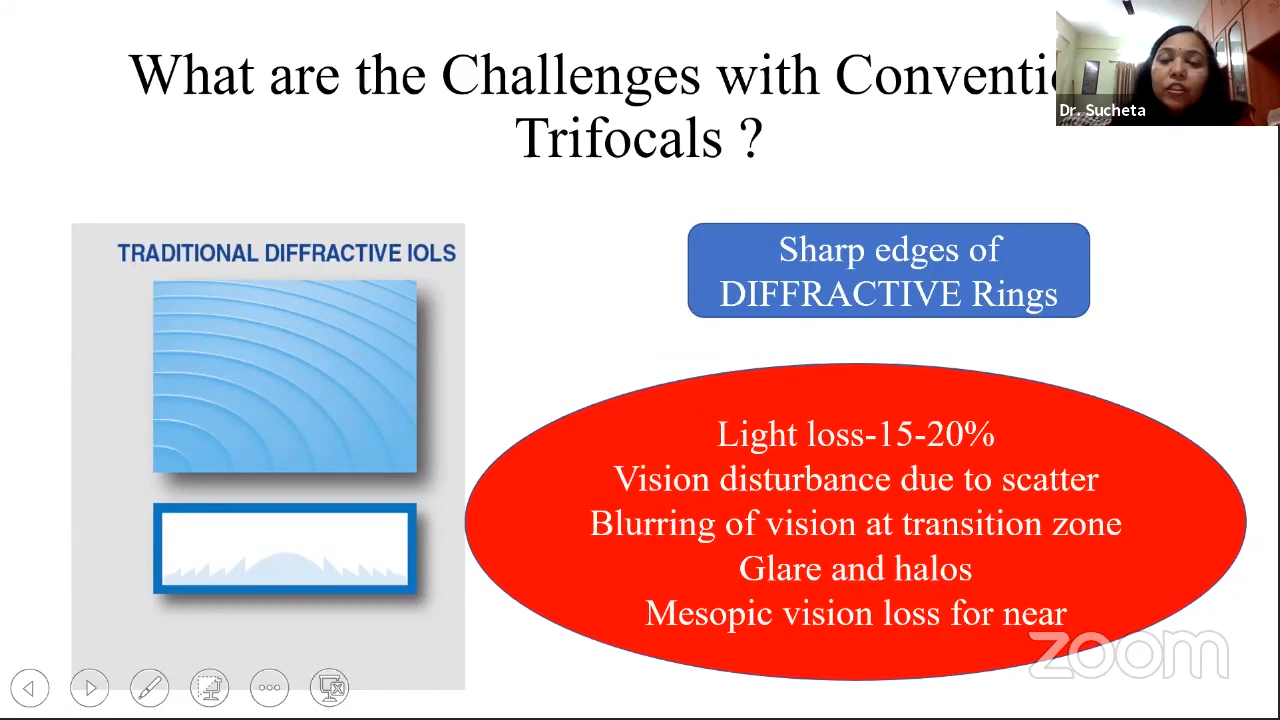 What are the Challenges with Conventi
Trifocals ?
Dr. Sucheta
TRADITIONAL DIFFRACTIVE IOLS
Sharp edges of
DIFFRACTIVE Rings
Light loss-15-20%
Vision disturbance due to scatter
Blurring of vision at transition zone
Glare and halos
Mesopic vision loss for near
zoom